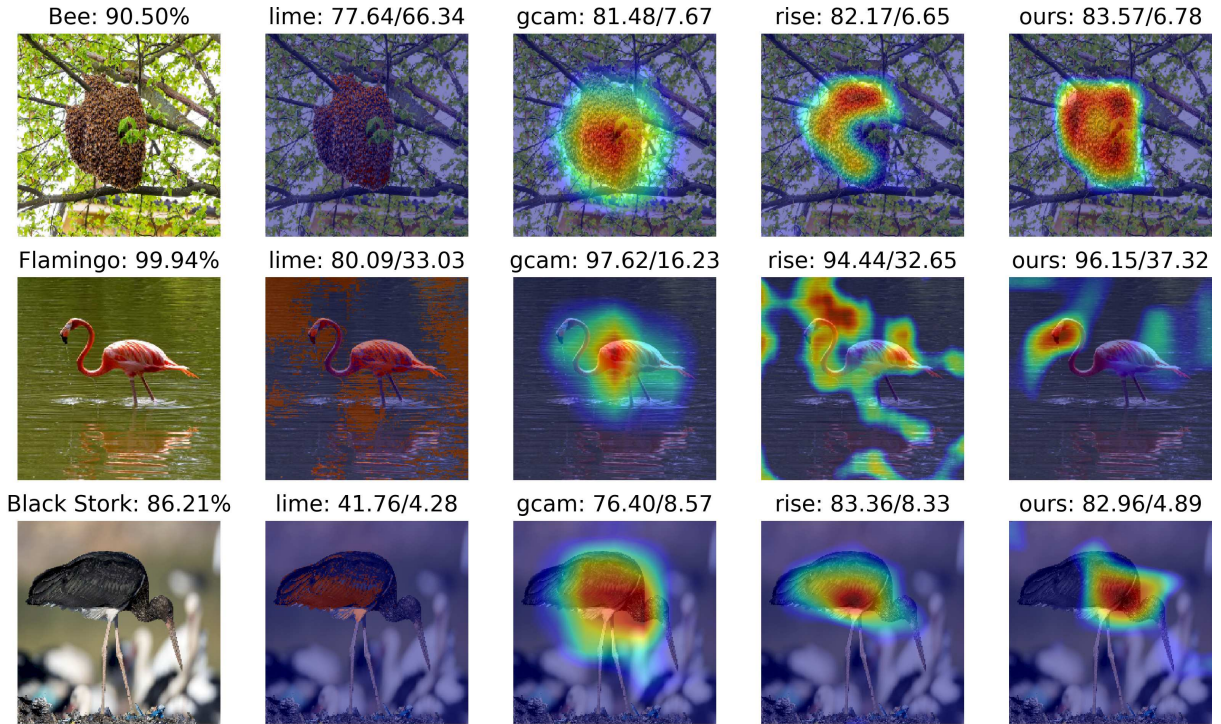 Bee: 90.50%
lime: 77.64/66.34
gcam: 81.48/7.67
rise: 82.17/6.65
ours: 83.57/6.78
Flamingo: 99.94%
lime: 80.09/33.03
gcam: 97.62/16.23
rise: 94.44/32.65
ours: 96.15/37.32
Black Stork: 86.21%
lime: 41.76/4.28
gcam: 76.40/8.57
rise: 83.36/8.33
ours: 82.96/4.89